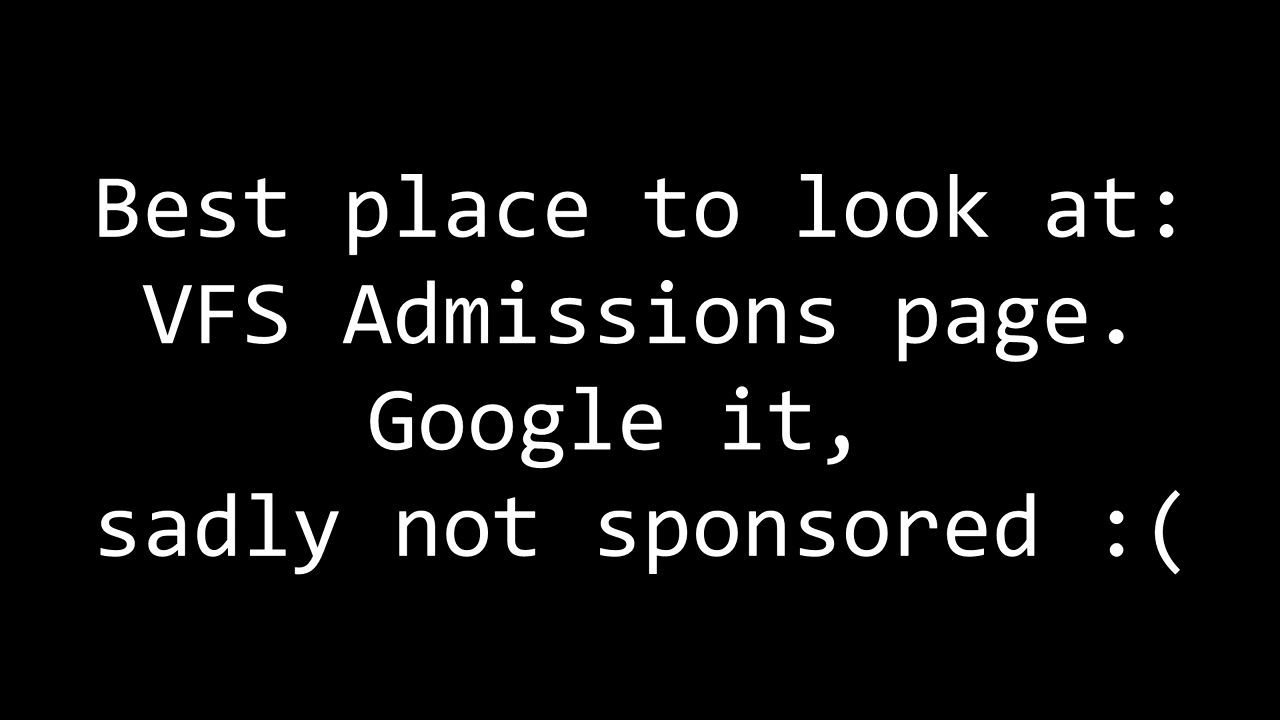 Best place to look at:
VFS Admissions page.
Google it,
sadly not sponsored :(